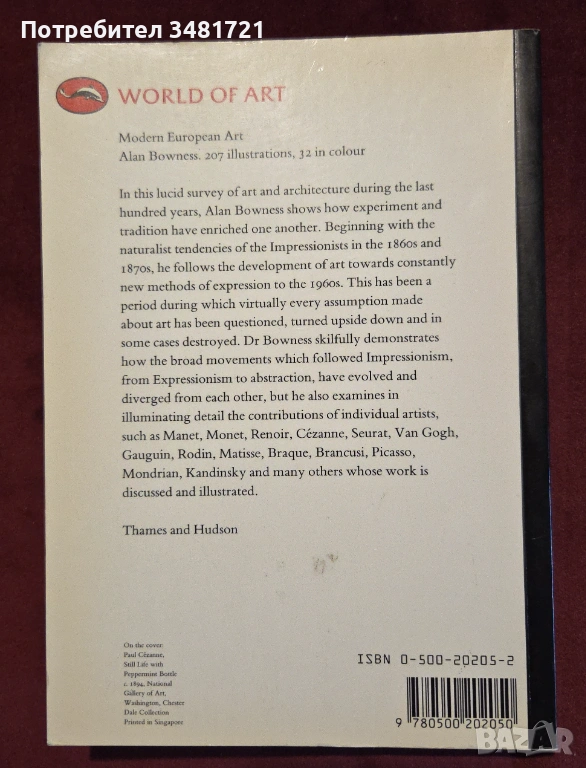 Потребител 3481721
WORLD OF ART
Modern European Art
Alan Bowness. 207 illustrations, 32 in colour
In this lucid survey of art and architecture during the last
hundred years, Alan Bowness shows how experiment and
tradition have enriched one another. Beginning with the
naturalist tendencies of the Impressionists in the 1860s and
1870s, he follows the development of art towards constantly
new methods of expression to the 1960s. This has been a
period during which virtually every assumption made
about art has been questioned, turned upside down and in
some cases destroyed. Dr Bowness skilfully demonstrates
how the broad movements which followed Impressionism,
from Expressionism to abstraction, have evolved and
diverged from each other, but he also examines in
illuminating detail the contributions of individual artists,
such as Manet, Monet, Renoir, Cézanne, Seurat, Van Gogh,
Gauguin, Rodin, Matisse, Braque, Brancusi, Picasso,
Mondrian, Kandinsky and many others whose work is
discussed and illustrated.
Thames and Hudson
On the cover:
Paul Cézanne,
Still Life with
Peppermint Bottle
c. 1894. National
Gallery of Art,
Washington, Chester
Dale Collection
Printed in Singapore
ISBN 0-500-20205-2
9 780500 202050
BAZAR